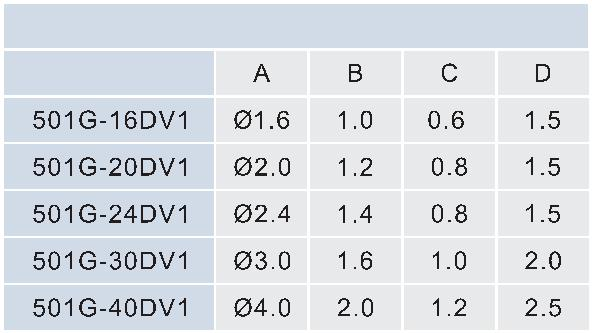 A B C D
501G-16DV1 Ø1.6 1.0 0.6 1.5
501G-20DV1 Ø2.0 1.2 0.8 1.5
501G-24DV1 Ø2.4 1.4 0.8 1.5
501G-30DV1 Ø3.0 1.6 1.0 2.0
501G-40DV1 Ø4.0 2.0 1.2 2.5